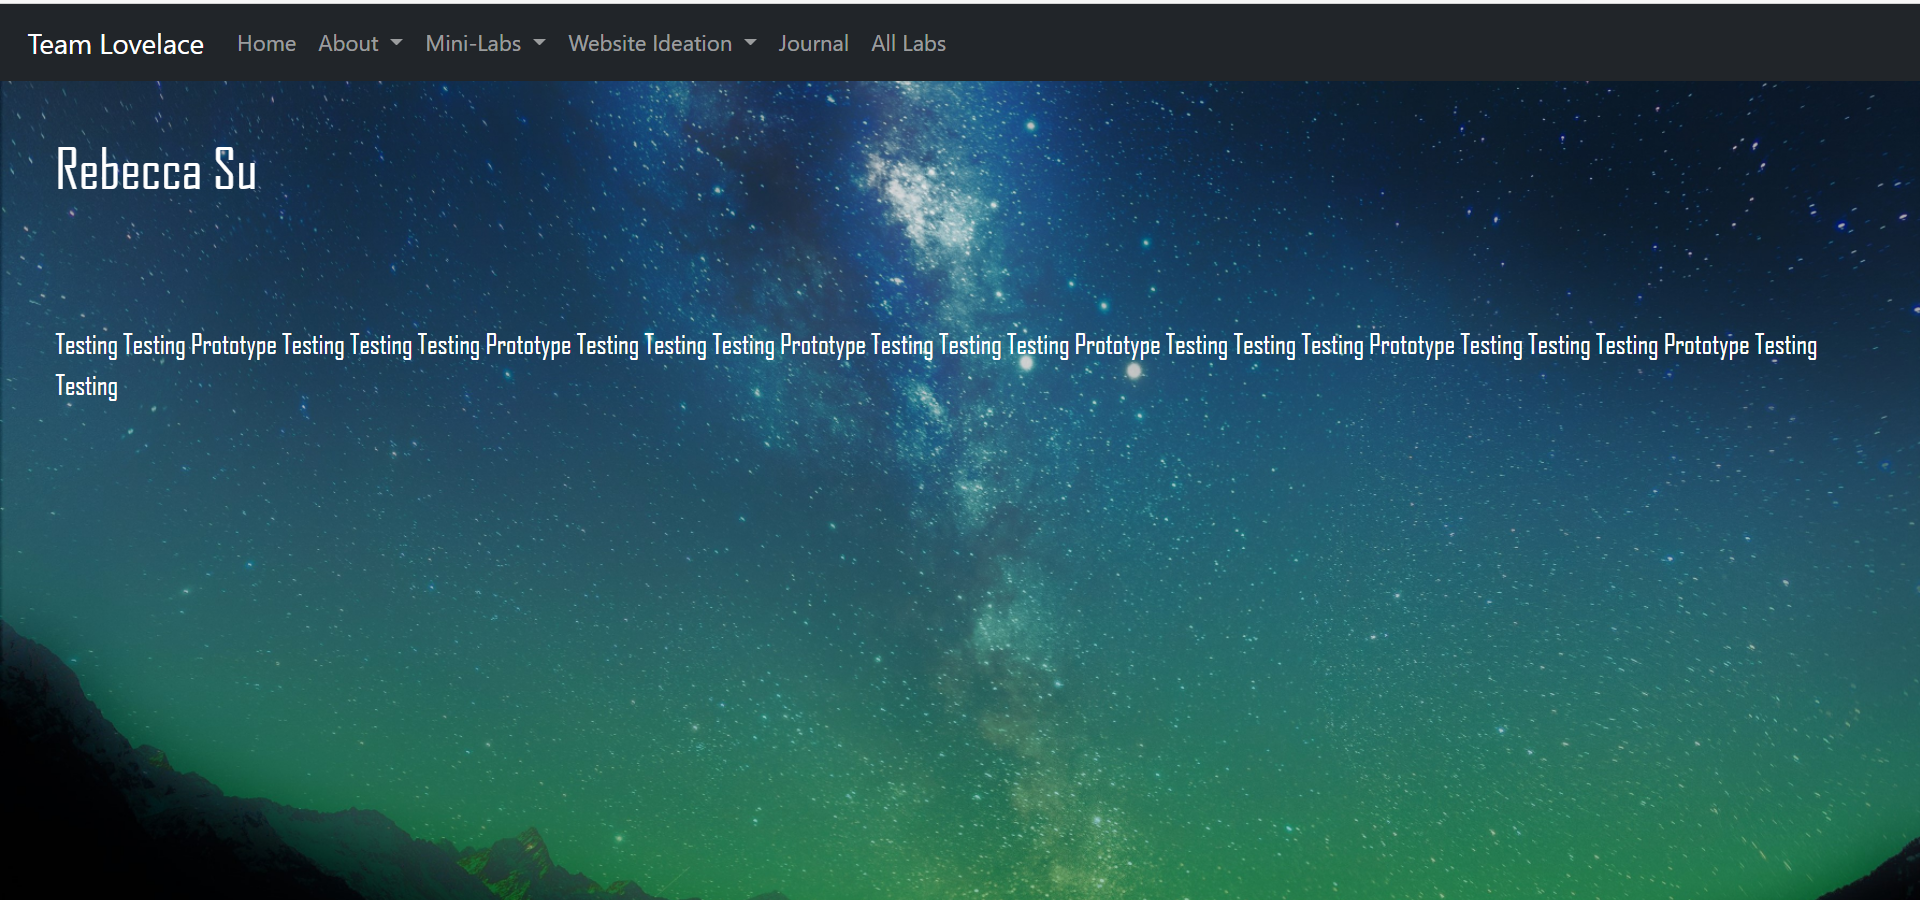 Team Lovelace Home About Mini-Labs Website Ideation Journal All Labs
Rebecca Su
Testing Testing Prototype Testing Testing Testing Prototype Testing Testing Testing Prototype Testing Testing Testing Prototype Testing Testing Testing Prototype Testing Testing Testing Prototype Testing
Testing